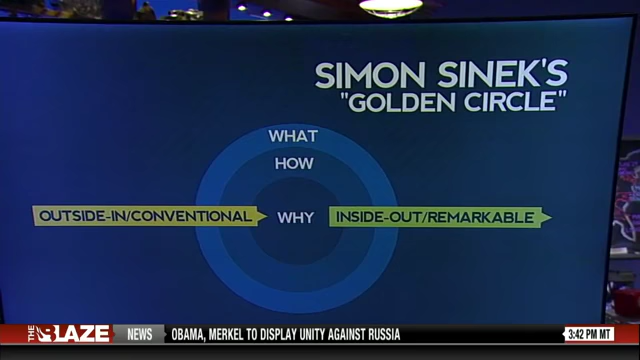 SIMON SINEK'S
"GOLDEN CIRCLE"
WHAT
HOW
OUTSIDE-IN/CONVENTIONAL
WHY
INSIDE-OUT/REMARKABLE
THE BLAZE NEWS OBAMA, MERKEL TO DISPLAY UNITY AGAINST RUSSIA 3:42 PM MT